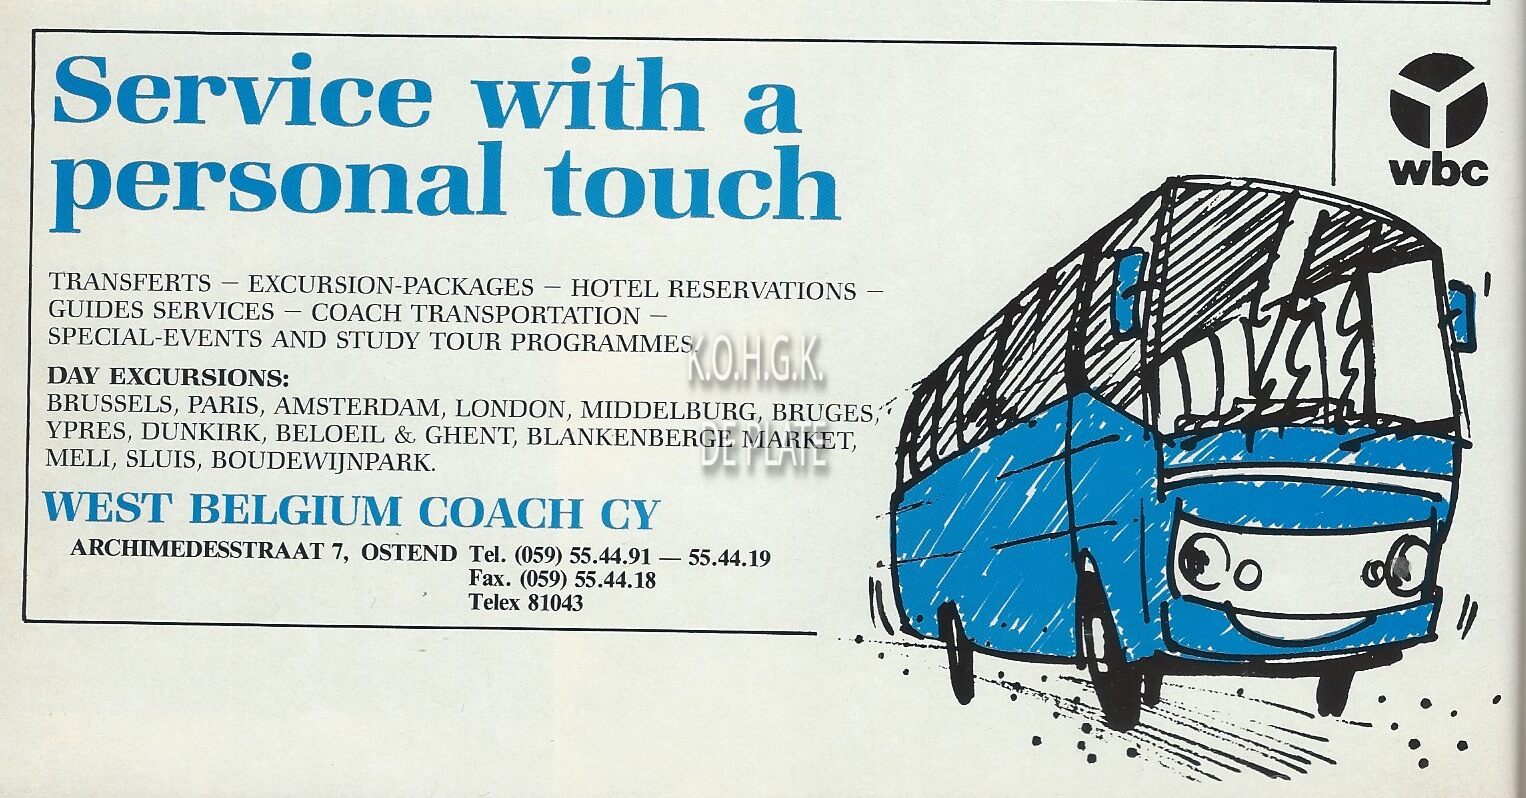 Service with a
personal touch
wbc
TRANSFERTS – EXCURSION-PACKAGES – HOTEL RESERVATIONS –
GUIDES SERVICES – COACH TRANSPORTATION –
SPECIAL-EVENTS AND STUDY TOUR PROGRAMMES.
K.O.H.G.K.
DE PLATE
DAY EXCURSIONS:
BRUSSELS, PARIS, AMSTERDAM, LONDON, MIDDELBURG, BRUGES,
YPRES, DUNKIRK, BELOEIL & GHENT, BLANKENBERGE MARKET,
MELI, SLUIS, BOUDEWIJNPARK.
WEST BELGIUM COACH CY
ARCHIMEDESSTRAAT 7, OSTEND Tel. (059) 55.44.91 — 55.44.19
Fax. (059) 55.44.18
Telex 81043